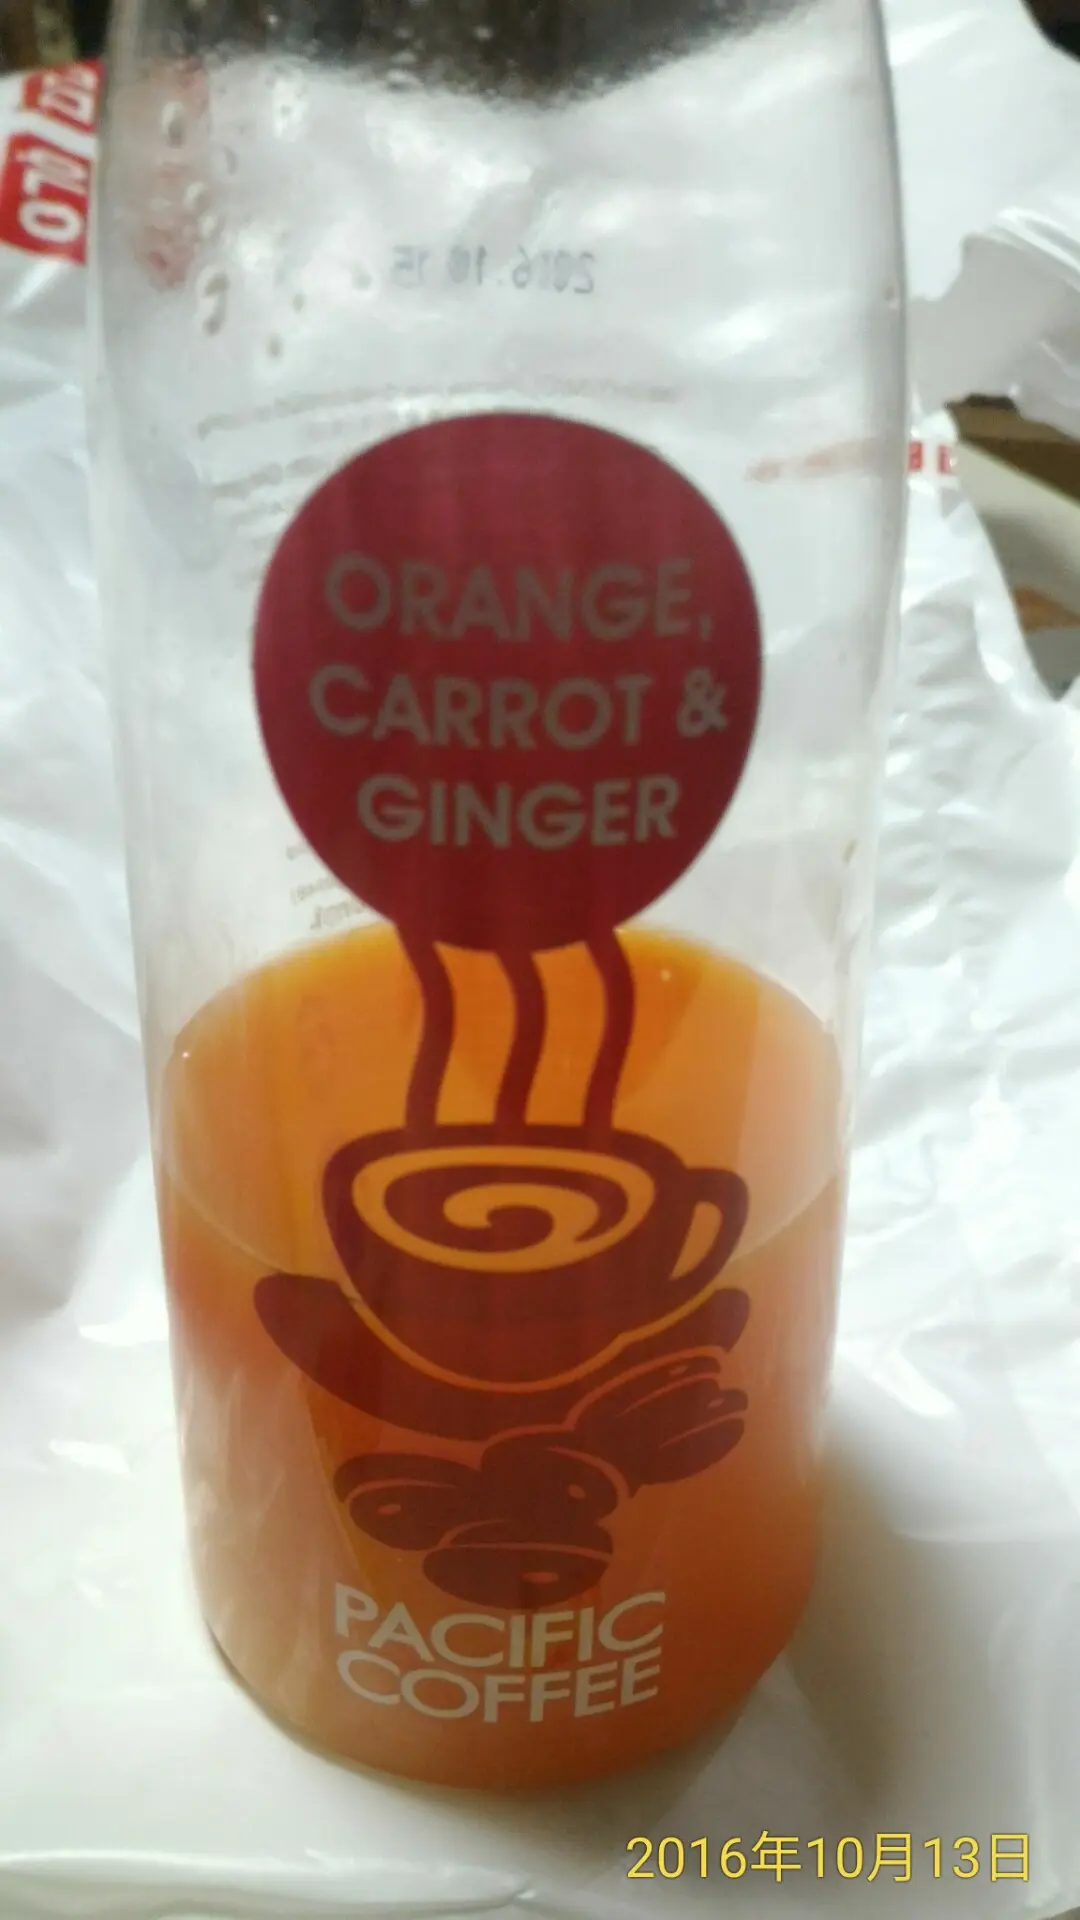 2016.10.15
ORANGE,
CARROT &
GINGER
PACIFIC
COFFEE
2016年10月13日